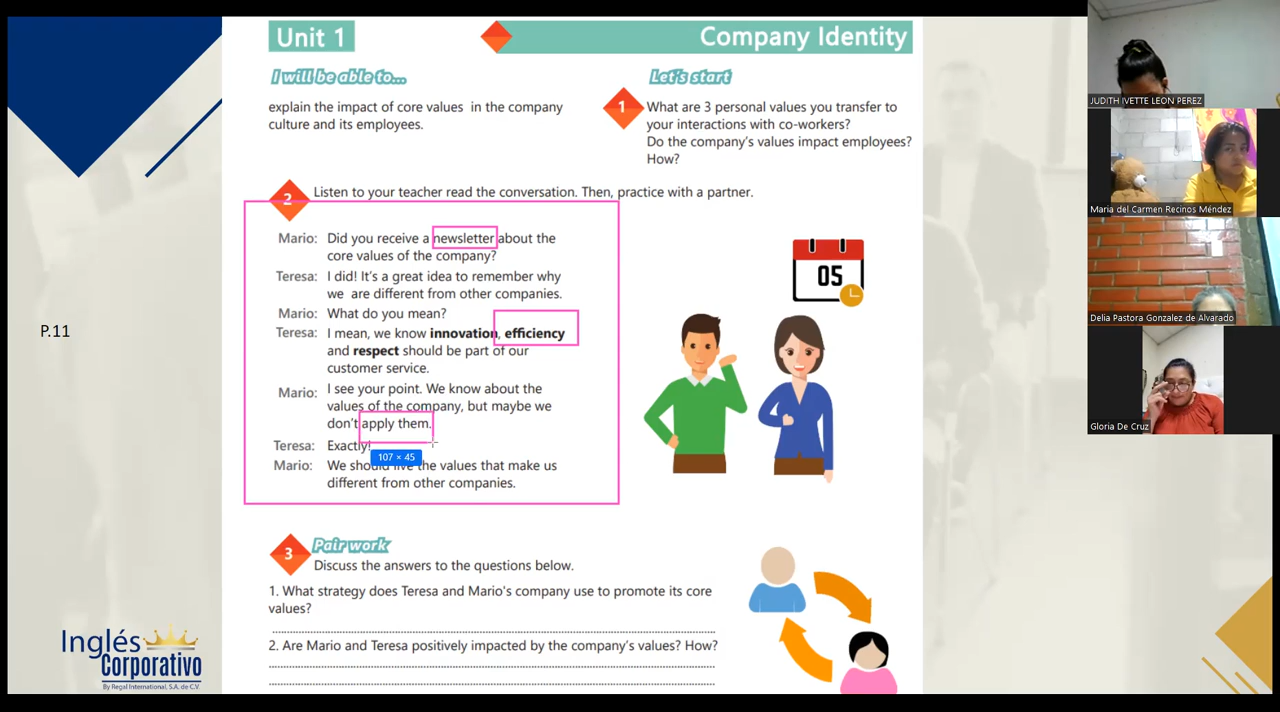 Unit 1
Company Identity
I will be able to...
explain the impact of core values in the company
culture and its employees.
Let's start
1
What are 3 personal values you transfer to
your interactions with co-workers?
Do the company's values impact employees?
How?
2
Listen to your teacher read the conversation. Then, practice with a partner.
Mario: Did you receive a newsletter about the
core values of the company?
Teresa: I did! It's a great idea to remember why
we are different from other companies.
Mario: What do you mean?
Teresa: I mean, we know innovation, efficiency
and respect should be part of our
customer service.
Mario: I see your point. We know about the
values of the company, but maybe we
don't apply them.
Teresa: Exactly!
107 × 45
Mario: We should live the values that make us
different from other companies.
05
P.11
3
Pair work
Discuss the answers to the questions below.
1. What strategy does Teresa and Mario's company use to promote its core
values?
2. Are Mario and Teresa positively impacted by the company's values? How?
Inglés
Corporativo
By Regal International, S.A. de C.V.
JUDITH IVETTE LEON PEREZ
Maria del Carmen Recinos Méndez
Delia Pastora Gonzalez de Alvarado
Gloria De Cruz